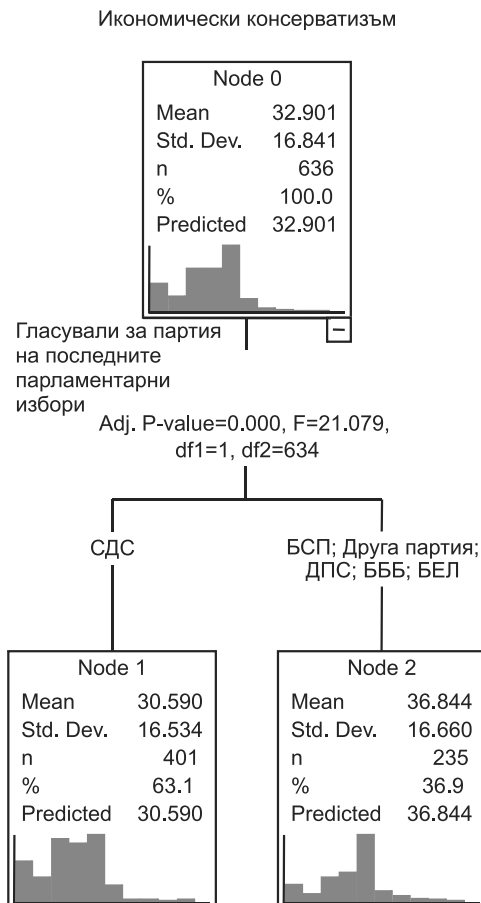 Икономически консерватизъм
Node 0
Mean 32.901
Std. Dev. 16.841
n 636
% 100.0
Predicted 32.901
Гласували за партия
на последните
парламентарни
избори
Adj. P-value=0.000, F=21.079,
df1=1, df2=634
СДС
БСП; Друга партия;
ДПС; БББ; БЕЛ
Node 1
Mean 30.590
Std. Dev. 16.534
n 401
% 63.1
Predicted 30.590
Node 2
Mean 36.844
Std. Dev. 16.660
n 235
% 36.9
Predicted 36.844